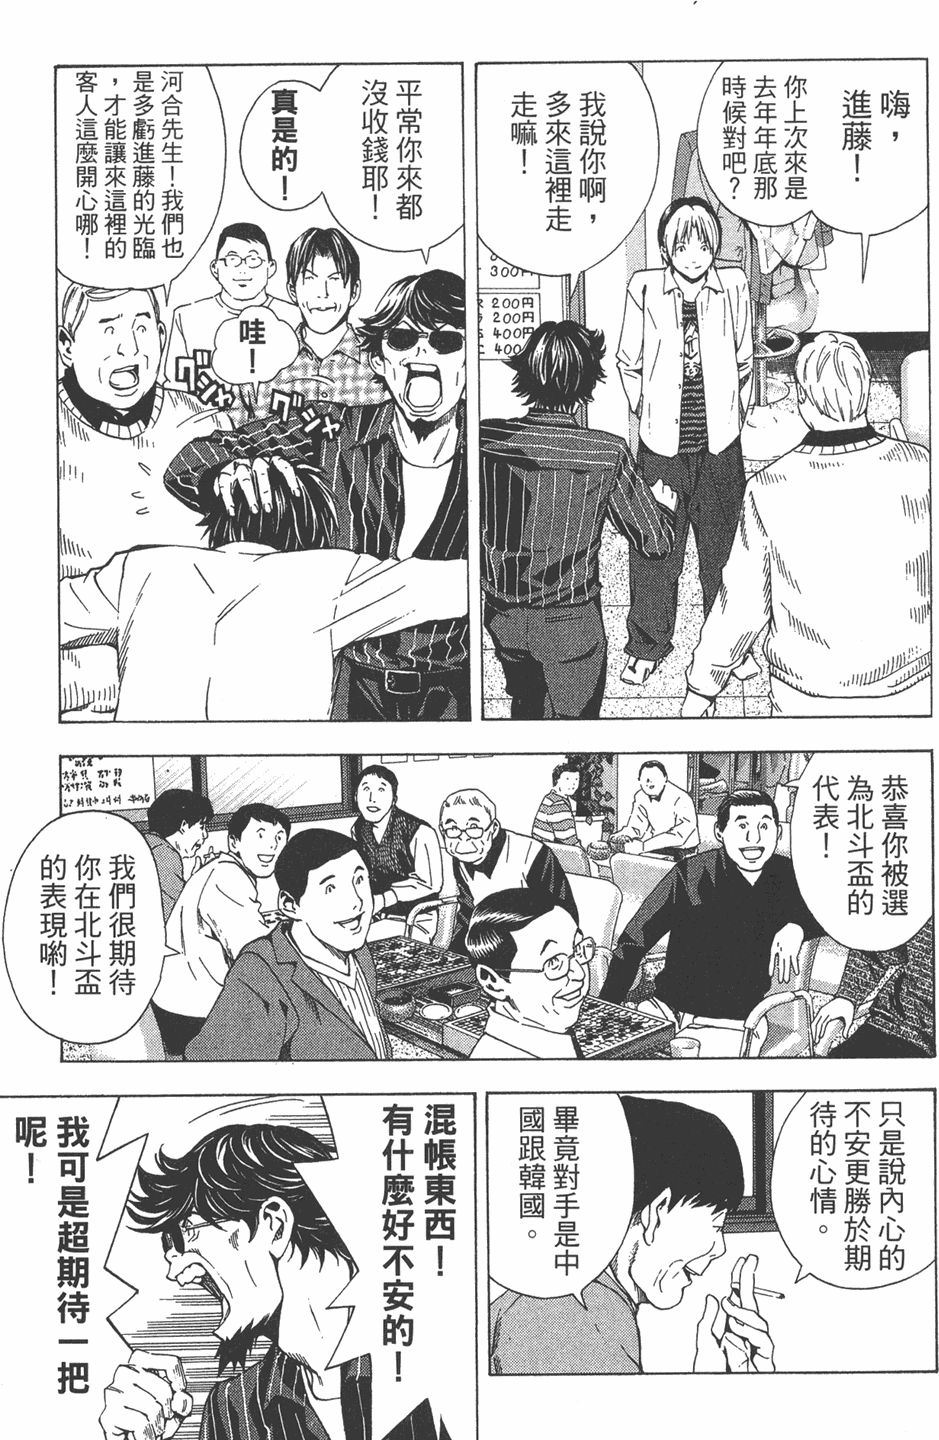 嗨，
進藤！
你上次來是
去年年底那
時候對吧？
我說你啊，
多來這裡走
走嘛！
300円
200円
200円
400円
400
平常你來都
沒收錢耶！
真是的！
哇！
グシャ
グシャ
河合先生！我們也
是多虧進藤的光臨
，才能讓來這裡的
客人這麼開心哪！
恭喜你被選
為北斗盃的
代表！
我們很期待
你在北斗盃
的表現喲！
只是說內心的
不安更勝於期
待的心情。
畢竟對手是中
國跟韓國。
混帳東西！
有什麼好不安的！
我可是超期待一把
呢！